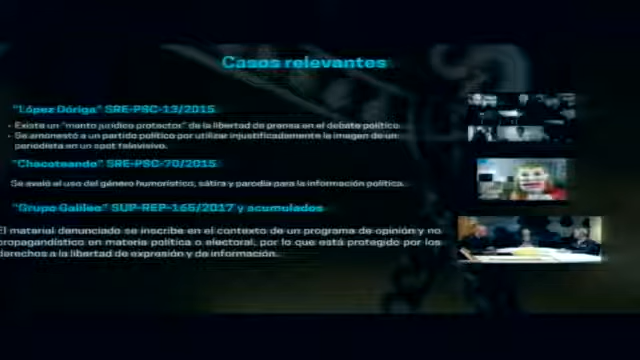 Casos relevantes
"López Dóriga" SRE-PSC-13/2015
• Existe un "manto jurídico protector" de la libertad de prensa en el debate político.
• Se amonestó a un partido político por utilizar injustificadamente la imagen de un
periodista en un spot televisivo.
"Chacoteando" SRE-PSC-70/2015
Se avaló el uso del género humorístico, sátira y parodia para la información política.
"Grupo Galileo" SUP-REP-165/2017 y acumulados
El material denunciado se inscribe en el contexto de un programa de opinión y no
propagandístico en materia política o electoral, por lo que está protegido por los
derechos a la libertad de expresión y de información.